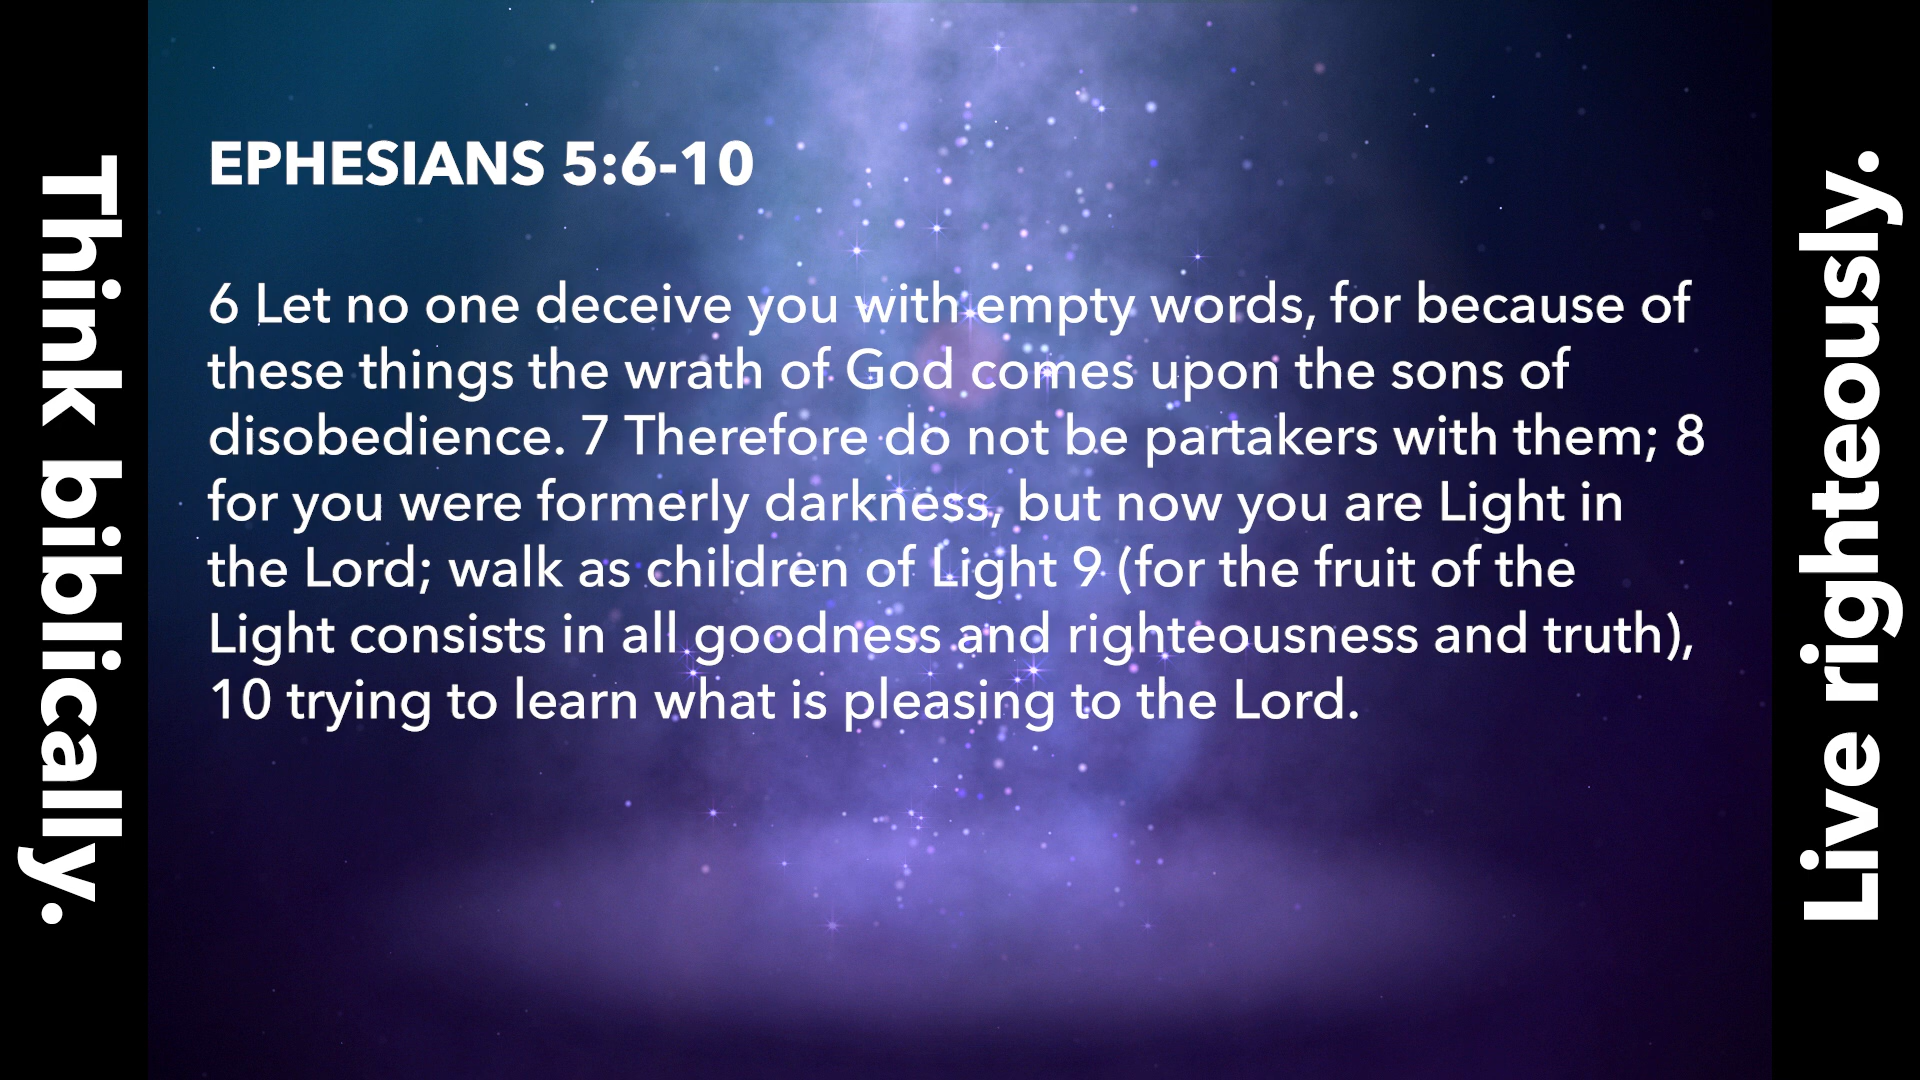 Think biblically.
EPHESIANS 5:6-10
6 Let no one deceive you with empty words, for because of
these things the wrath of God comes upon the sons of
disobedience. 7 Therefore do not be partakers with them; 8
for you were formerly darkness, but now you are Light in
the Lord; walk as children of Light 9 (for the fruit of the
Light consists in all goodness and righteousness and truth),
10 trying to learn what is pleasing to the Lord.
Live righteously.